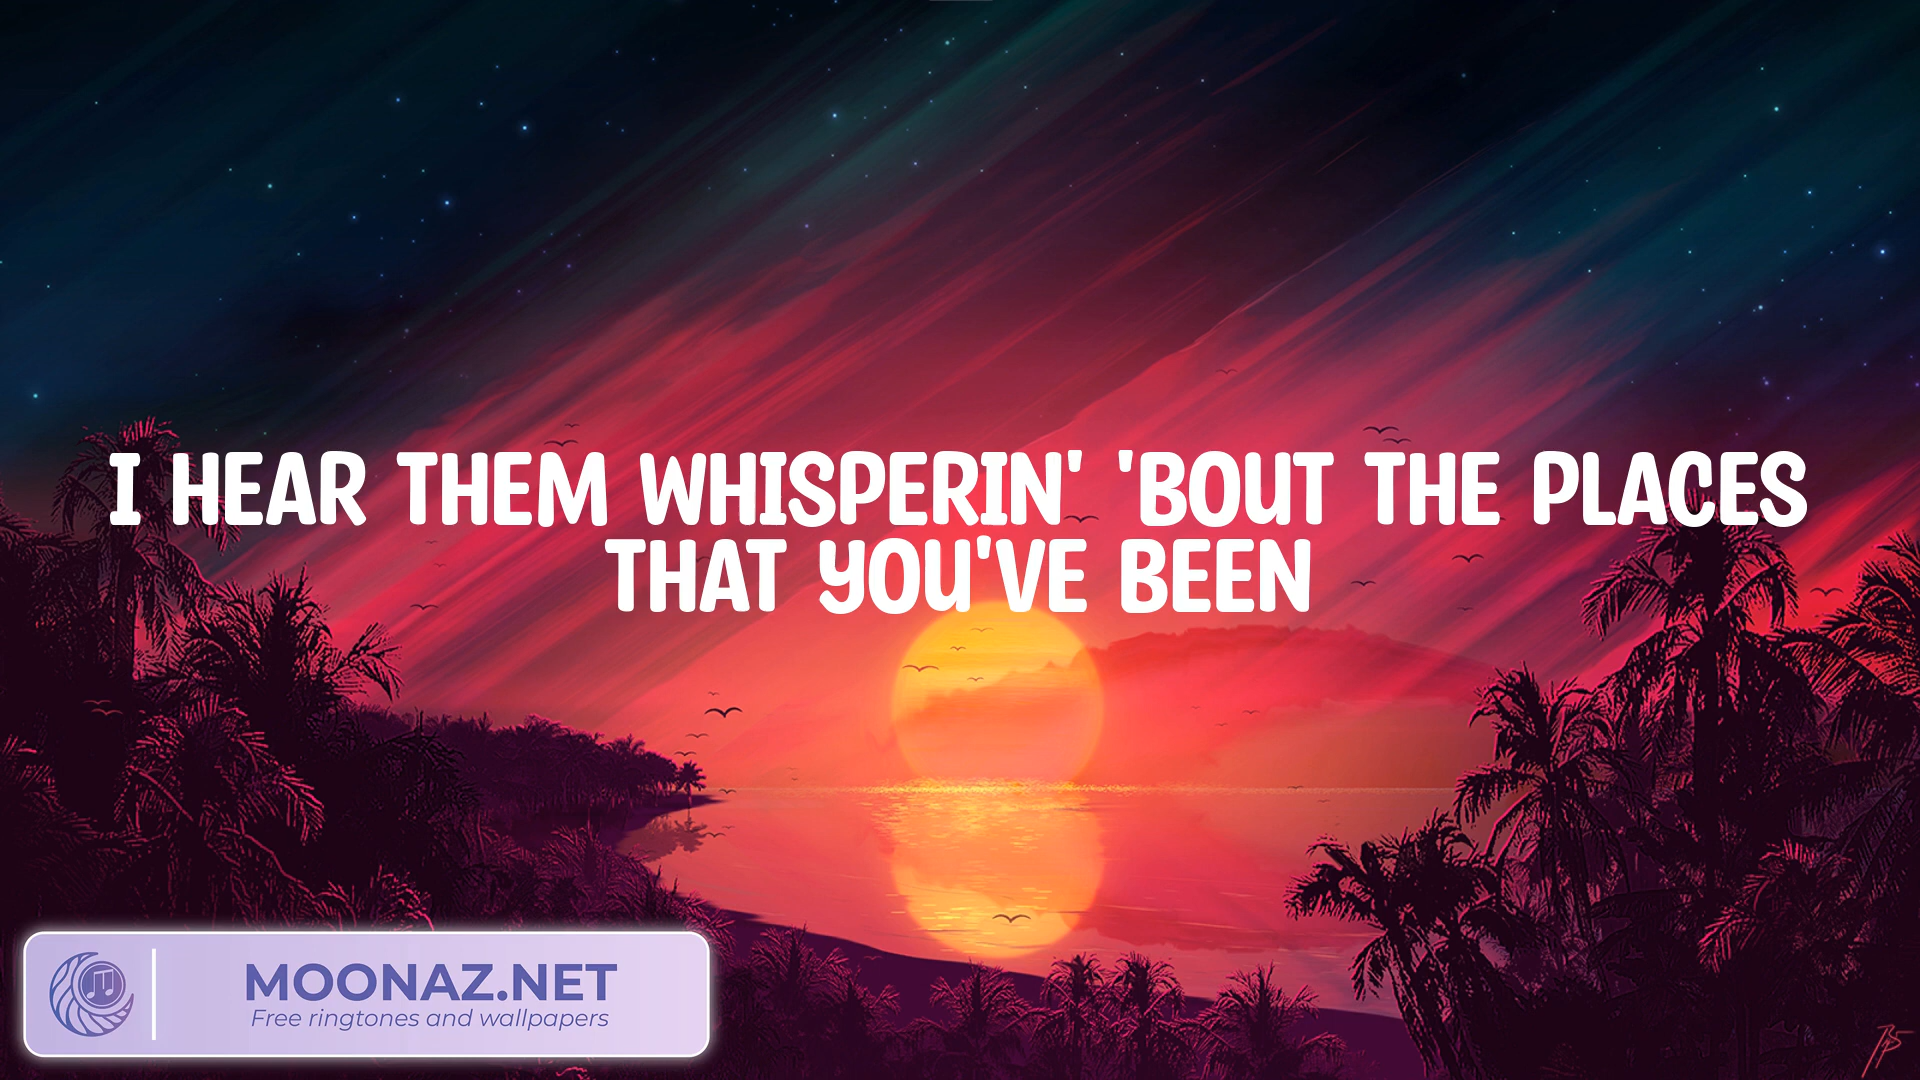 I HEAR THEM WHISPERIN' 'BOUT THE PLACES
THAT YOU'VE BEEN
MOONAZ.NET
Free ringtones and wallpapers